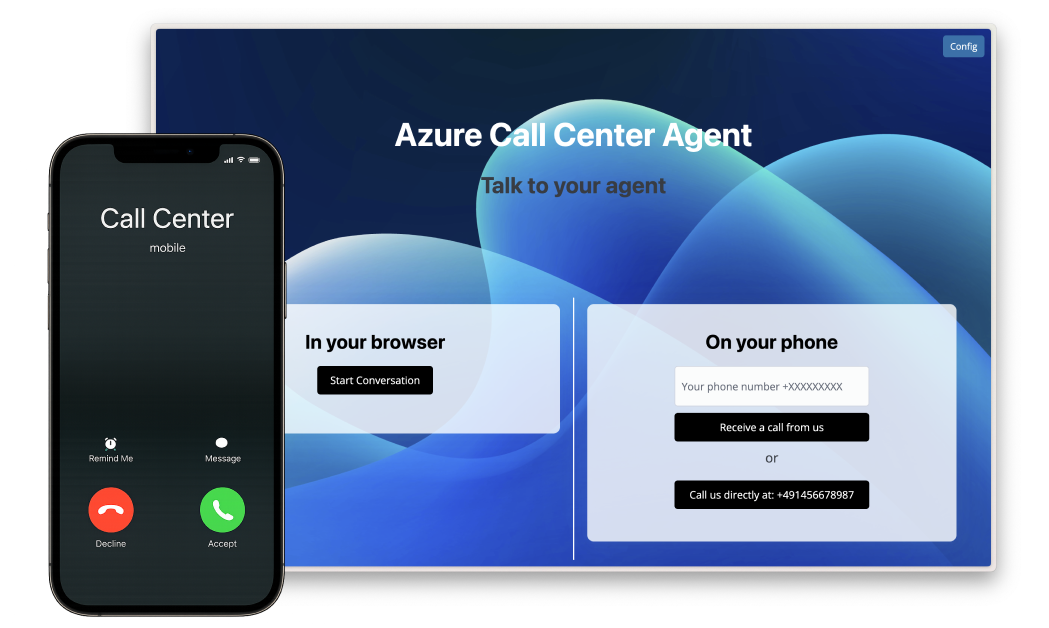 Config
Azure Call Center Agent
Talk to your agent
In your browser
Start Conversation
On your phone
Your phone number +XXXXXXXXX
Receive a call from us
or
Call us directly at: +491456678987
Call Center
mobile
Remind Me
Message
Decline
Accept